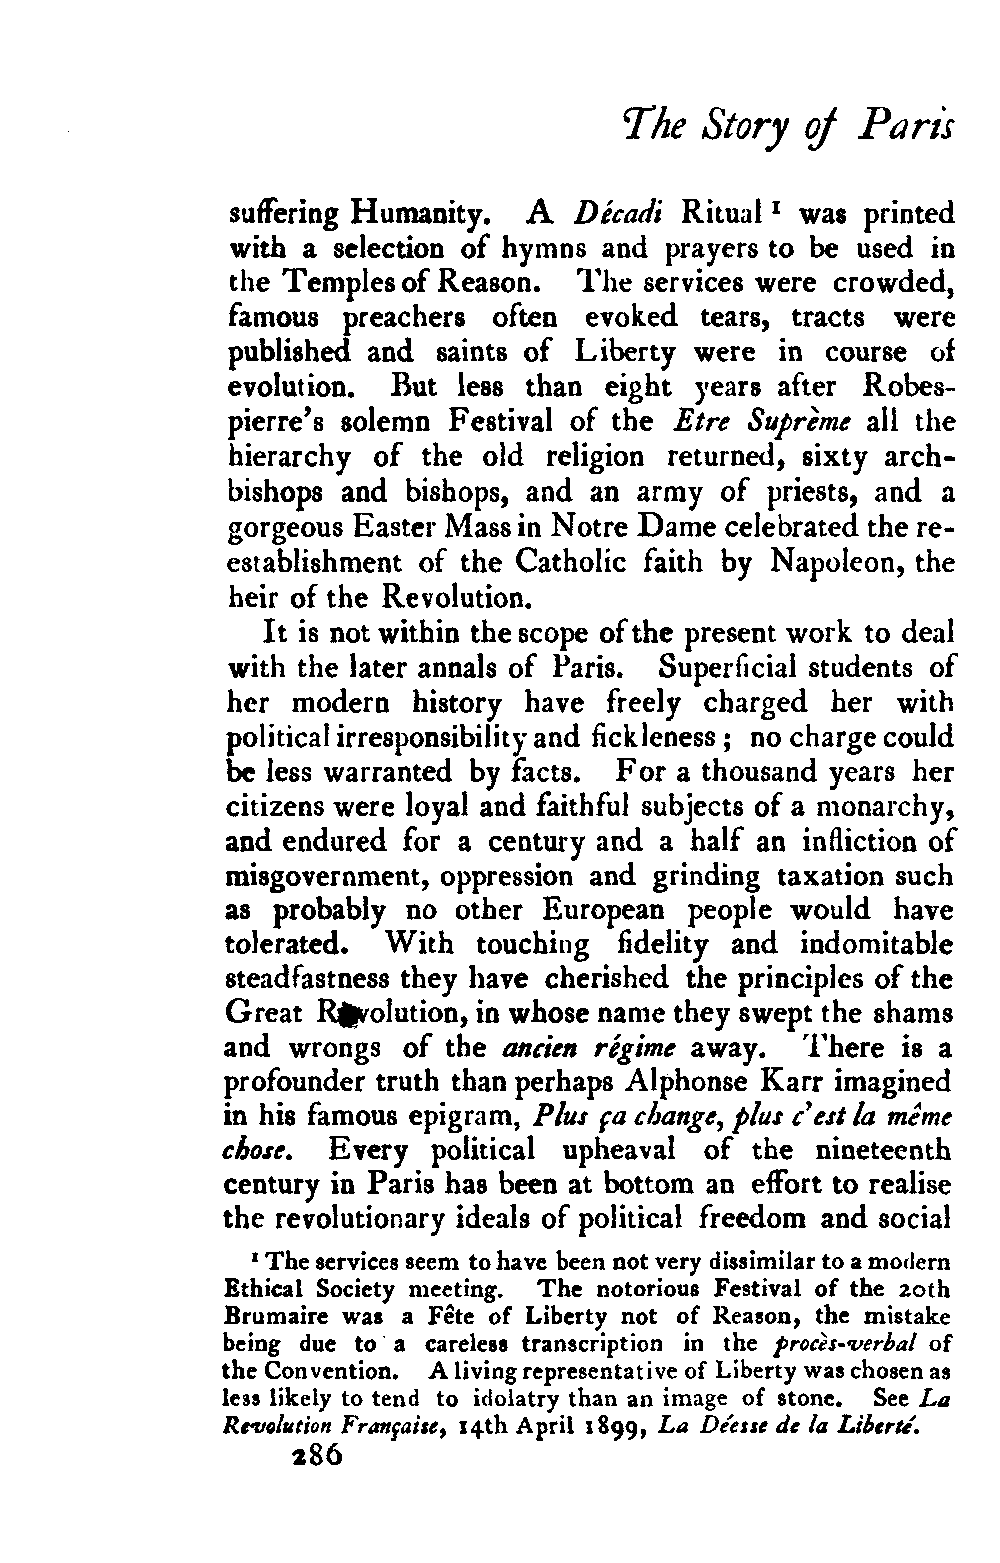 The Story of Paris
suffering Humanity. A Décadi Ritual ¹ was printed
with a selection of hymns and prayers to be used in
the Temples of Reason. The services were crowded,
famous preachers often evoked tears, tracts were
published and saints of Liberty were in course of
evolution. But less than eight years after Robes-
pierre's solemn Festival of the Etre Suprème all the
hierarchy of the old religion returned, sixty arch-
bishops and bishops, and an army of priests, and a
gorgeous Easter Mass in Notre Dame celebrated the re-
establishment of the Catholic faith by Napoleon, the
heir of the Revolution.
It is not within the scope of the present work to deal
with the later annals of Paris. Superficial students of
her modern history have freely charged her with
political irresponsibility and fickleness ; no charge could
be less warranted by facts. For a thousand years her
citizens were loyal and faithful subjects of a monarchy,
and endured for a century and a half an infliction of
misgovernment, oppression and grinding taxation such
as probably no other European people would have
tolerated. With touching fidelity and indomitable
steadfastness they have cherished the principles of the
Great Revolution, in whose name they swept the shams
and wrongs of the ancien régime away. There is a
profounder truth than perhaps Alphonse Karr imagined
in his famous epigram, Plus ça change, plus c'est la même
chose. Every political upheaval of the nineteenth
century in Paris has been at bottom an effort to realise
the revolutionary ideals of political freedom and social
¹ The services seem to have been not very dissimilar to a modern
Ethical Society meeting. The notorious Festival of the 20th
Brumaire was a Fête of Liberty not of Reason, the mistake
being due to a careless transcription in the procès-verbal of
the Convention. A living representative of Liberty was chosen as
less likely to tend to idolatry than an image of stone. See La
Revolution Française, 14th April 1899, La Déesse de la Liberté.
286